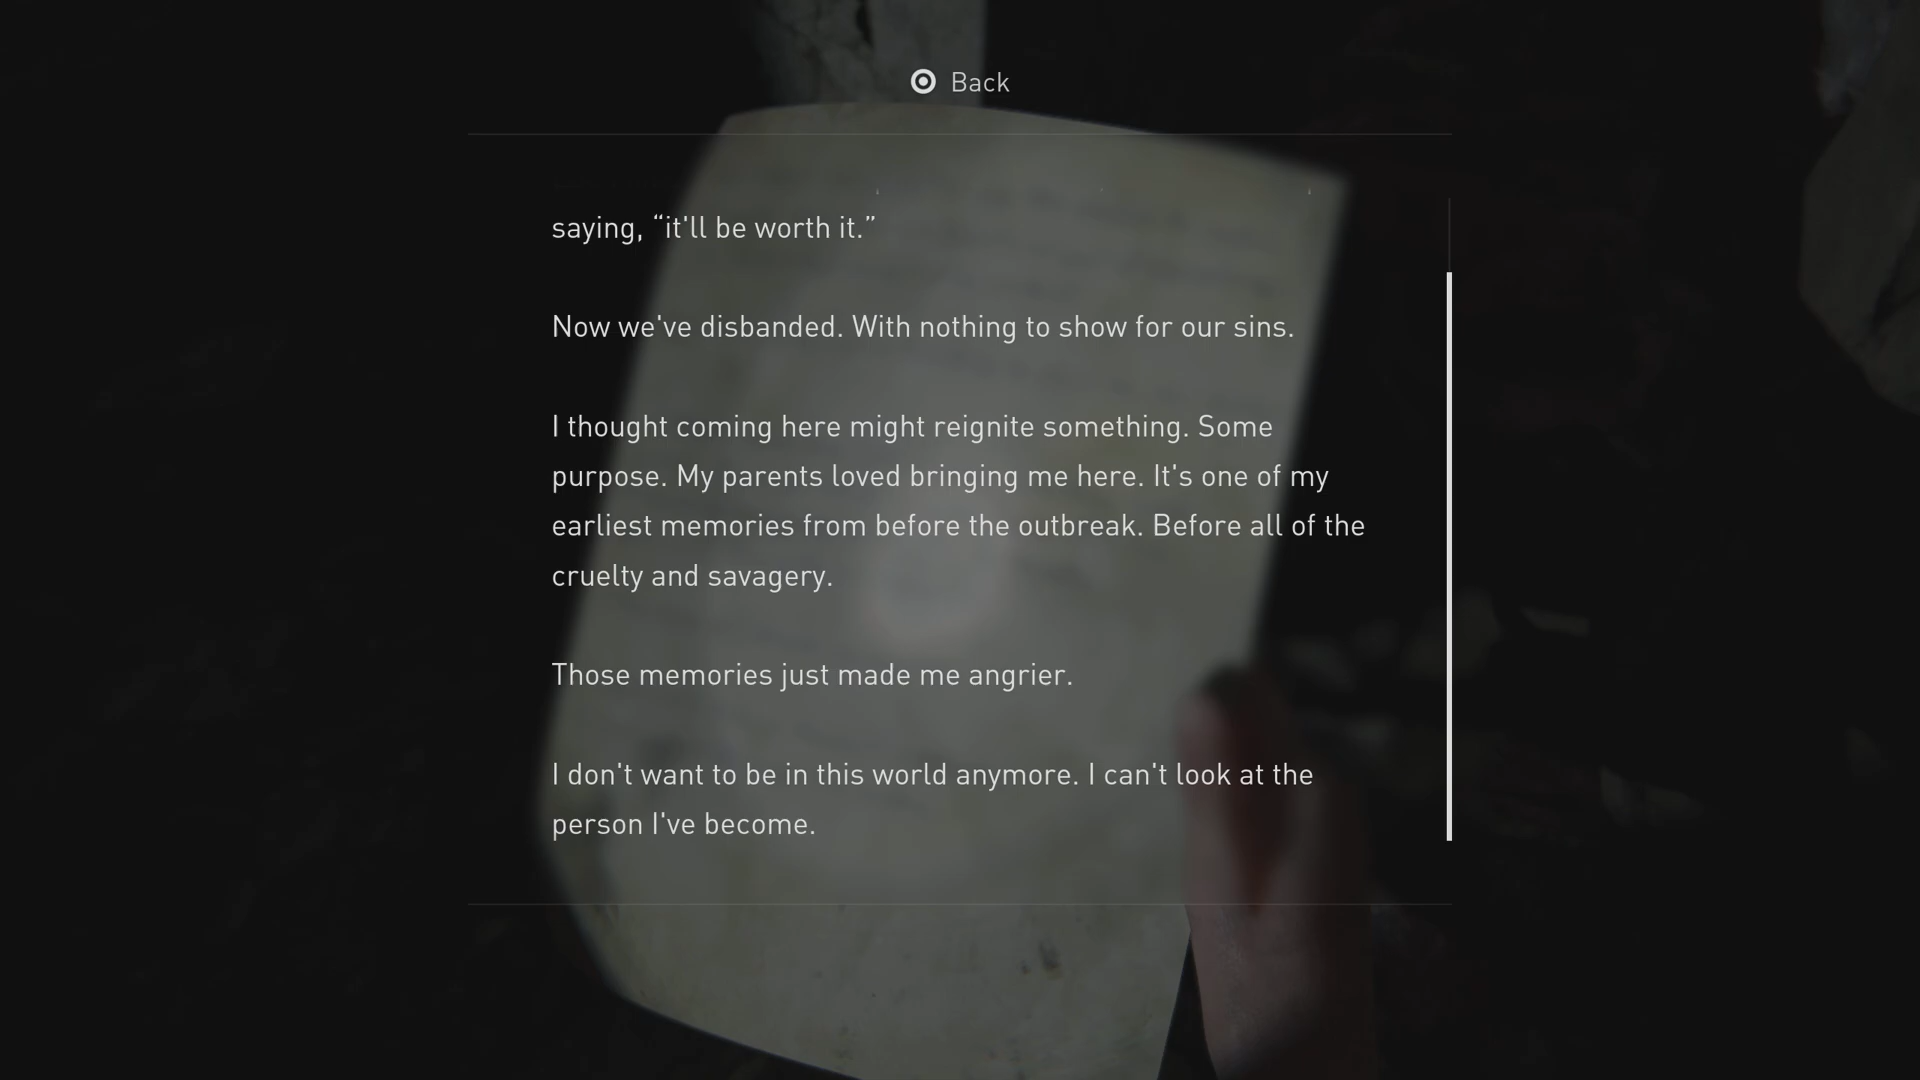 Back
saying, “it'll be worth it.”
Now we've disbanded. With nothing to show for our sins.
I thought coming here might reignite something. Some
purpose. My parents loved bringing me here. It's one of my
earliest memories from before the outbreak. Before all of the
cruelty and savagery.
Those memories just made me angrier.
I don't want to be in this world anymore. I can't look at the
person I've become.